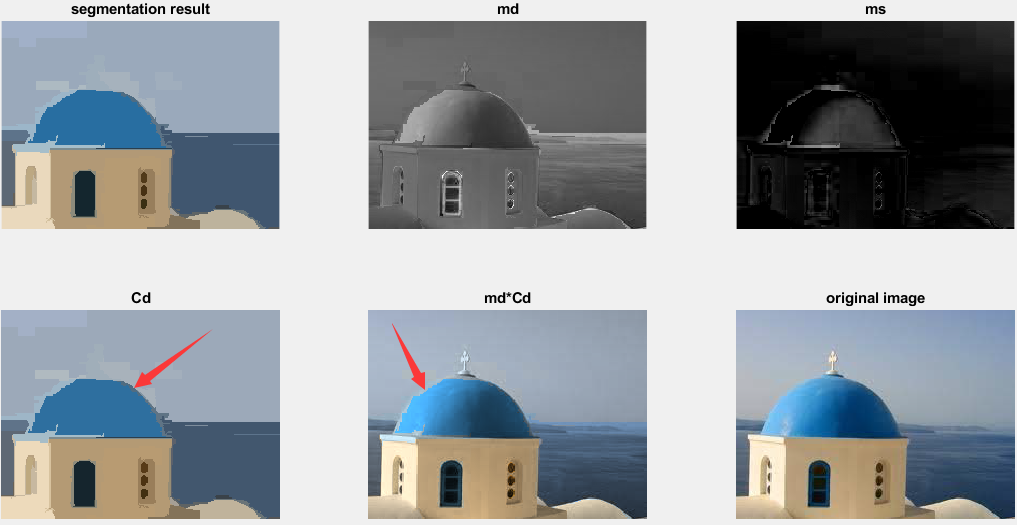 segmentation result
md
ms
Cd
md*Cd
original image